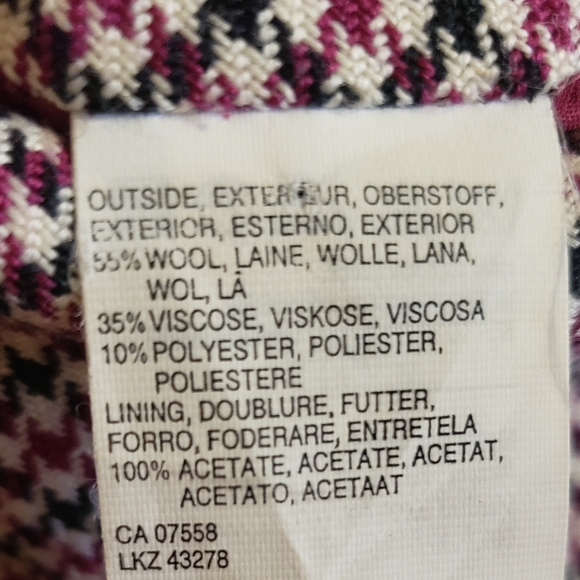 OUTSIDE, EXTERIEUR, OBERSTOFF,
EXTERIOR, ESTERNO, EXTERIOR
55% WOOL, LAINE, WOLLE, LANA,
WOL, LÃ
35% VISCOSE, VISKOSE, VISCOSA
10% POLYESTER, POLIESTER,
POLIESTERE
LINING, DOUBLURE, FUTTER,
FORRO, FODERARE, ENTRETELA
100% ACETATE, ACETATE, ACETAT,
ACETATO, ACETAAT
CA 07558
LKZ 43278